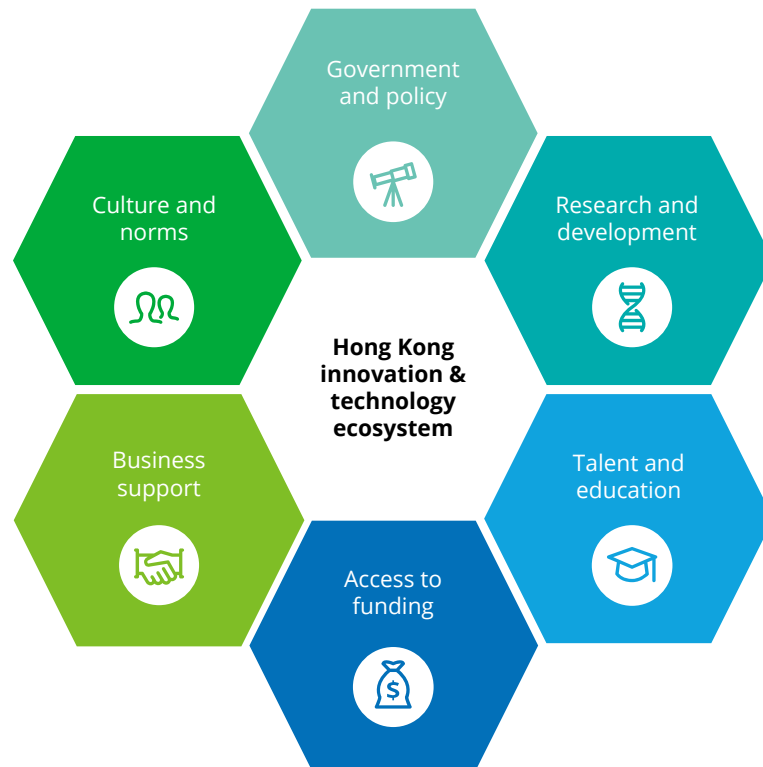 Government
and policy
Culture and
norms
Research and
development
Hong Kong
innovation &
technology
ecosystem
Business
support
Talent and
education
Access to
funding
$